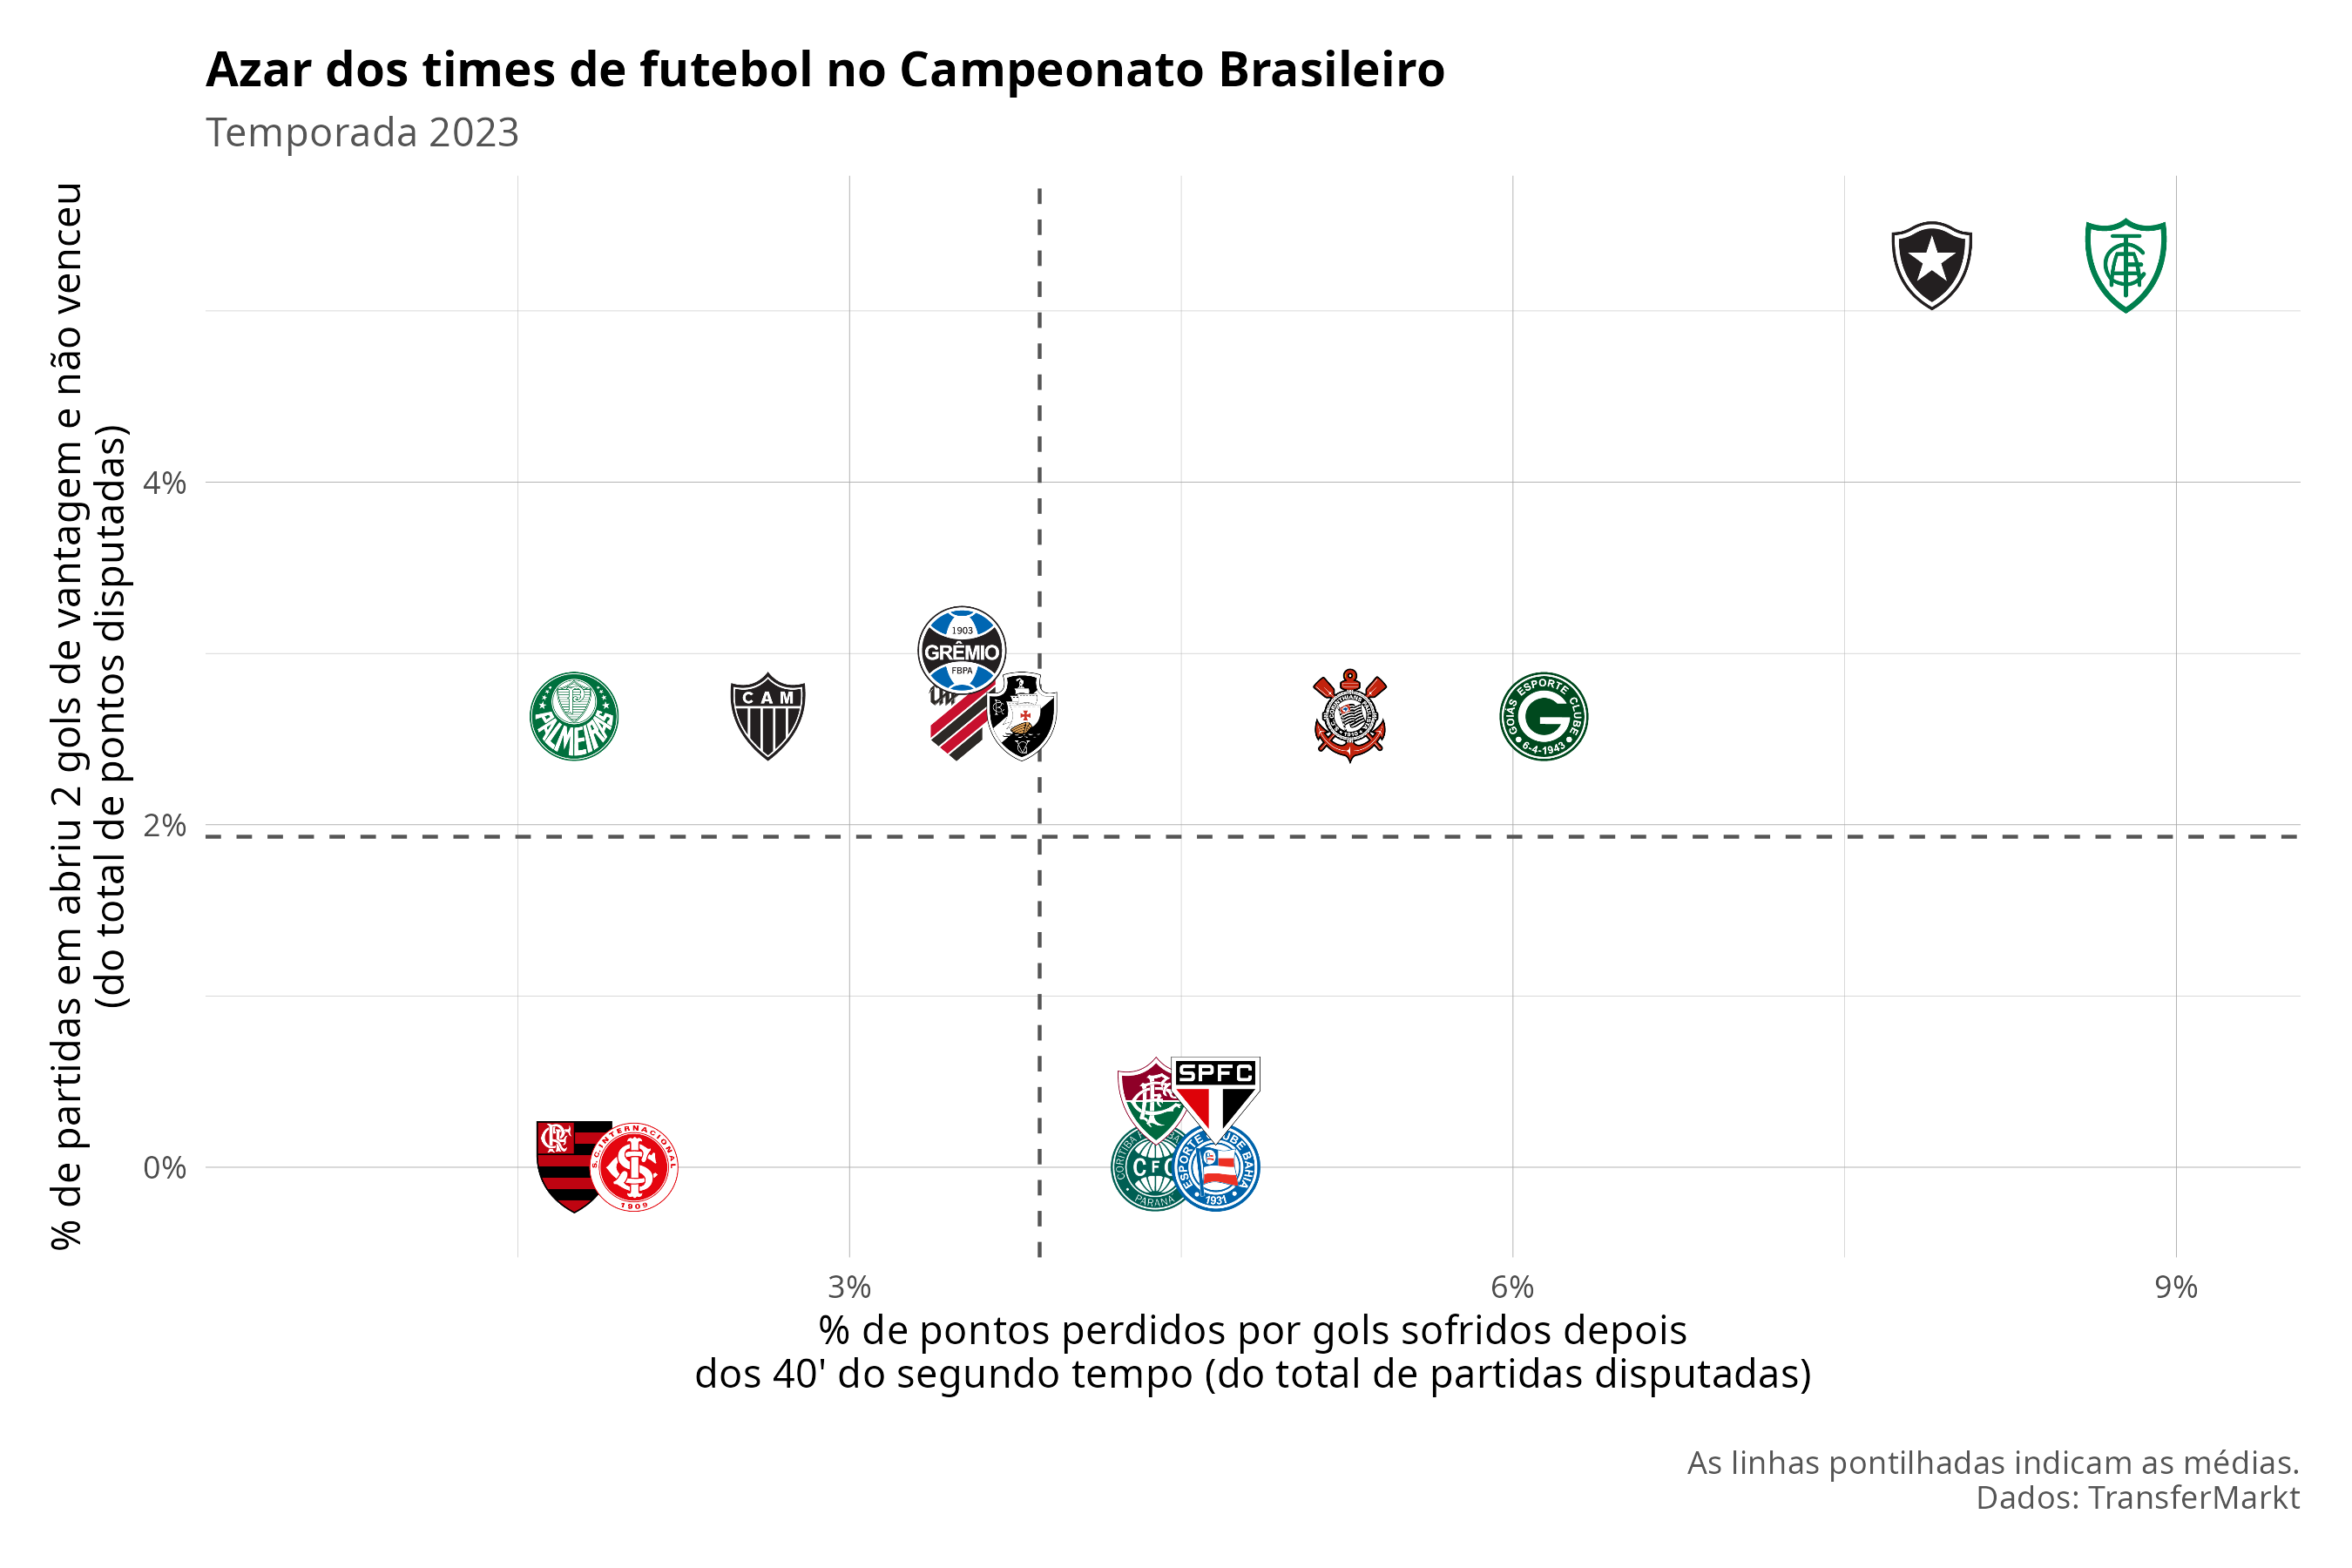 Azar dos times de futebol no Campeonato Brasileiro
Temporada 2023
% de partidas em abriu 2 gols de vantagem e não venceu
(do total de pontos disputadas)
4%
2%
0%
CAM
1903
GRÊMIO
FBPA
PALMEIRAS
GOIÁS ESPORTE CLUBE
6-4-1943
SPFC
S.C. INTERNACIONAL
1909
CFC
PARANÁ
ESPORTE CLUBE BAHIA
1931
3%
6%
9%
% de pontos perdidos por gols sofridos depois
dos 40' do segundo tempo (do total de partidas disputadas)
As linhas pontilhadas indicam as médias.
Dados: TransferMarkt